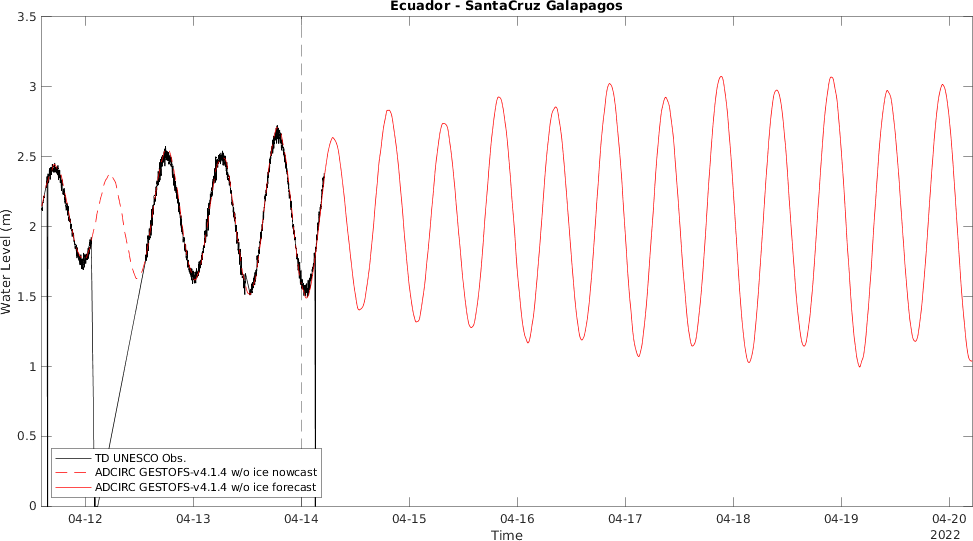 Ecuador - SantaCruz Galapagos
3.5
3
2.5
2
1.5
1
0.5
0
Water Level (m)
TD UNESCO Obs.
ADCIRC GESTOFS-v4.1.4 w/o ice nowcast
ADCIRC GESTOFS-v4.1.4 w/o ice forecast
04-12 04-13 04-14 04-15 04-16 04-17 04-18 04-19 04-20
Time
2022